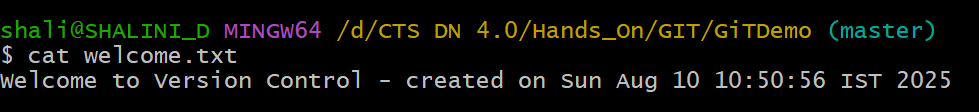 shali@SHALINI_D MINGW64 /d/CTS DN 4.0/Hands_On/GIT/GiTDemo (master)
$ cat welcome.txt
Welcome to Version Control - created on Sun Aug 10 10:50:56 IST 2025